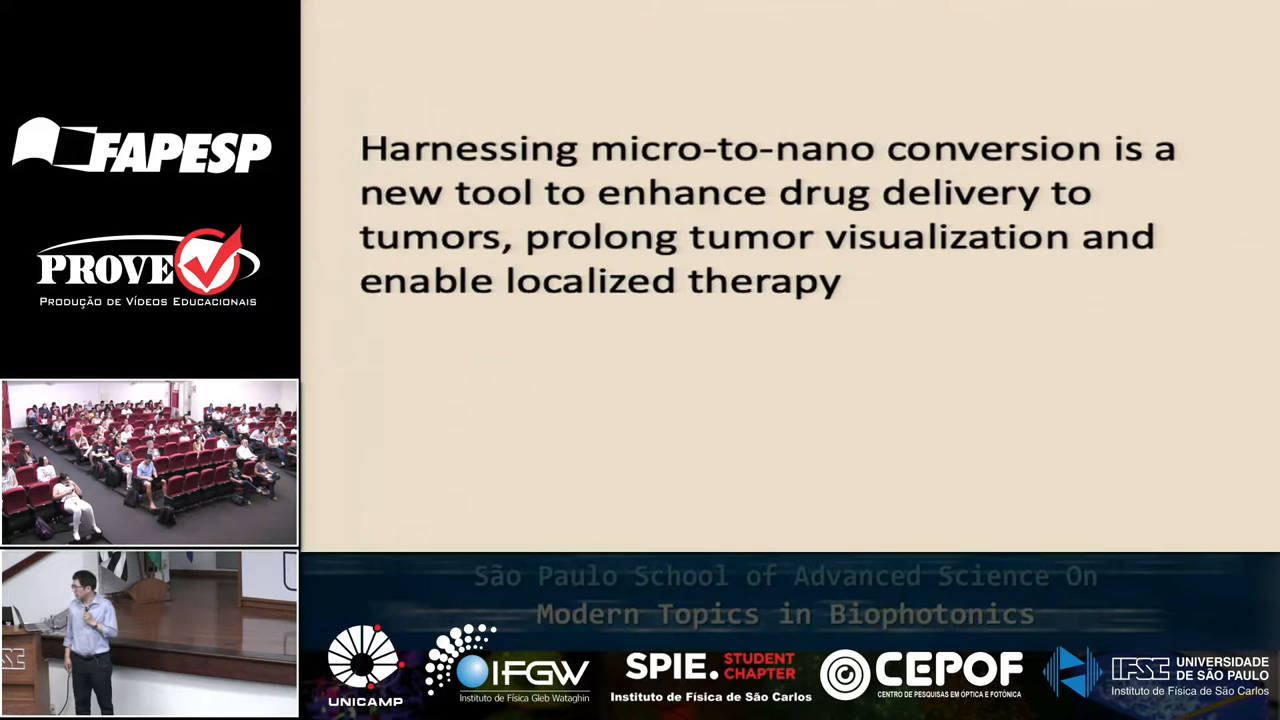 FAPESP
PROVE
PRODUÇÃO DE VÍDEOS EDUCACIONAIS
Harnessing micro-to-nano conversion is a
new tool to enhance drug delivery to
tumors, prolong tumor visualization and
enable localized therapy
São Paulo School of Advanced Science On
Modern Topics in Biophotonics
UNICAMP
IFGW
Instituto de Física Gleb Wataghin
SPIE. STUDENT
CHAPTER
Instituto de Física de São Carlos
CEPOF
CENTRO DE PESQUISAS EM ÓPTICA E FOTÔNICA
IFSC UNIVERSIDADE
DE SÃO PAULO
Instituto de Física de São Carlos